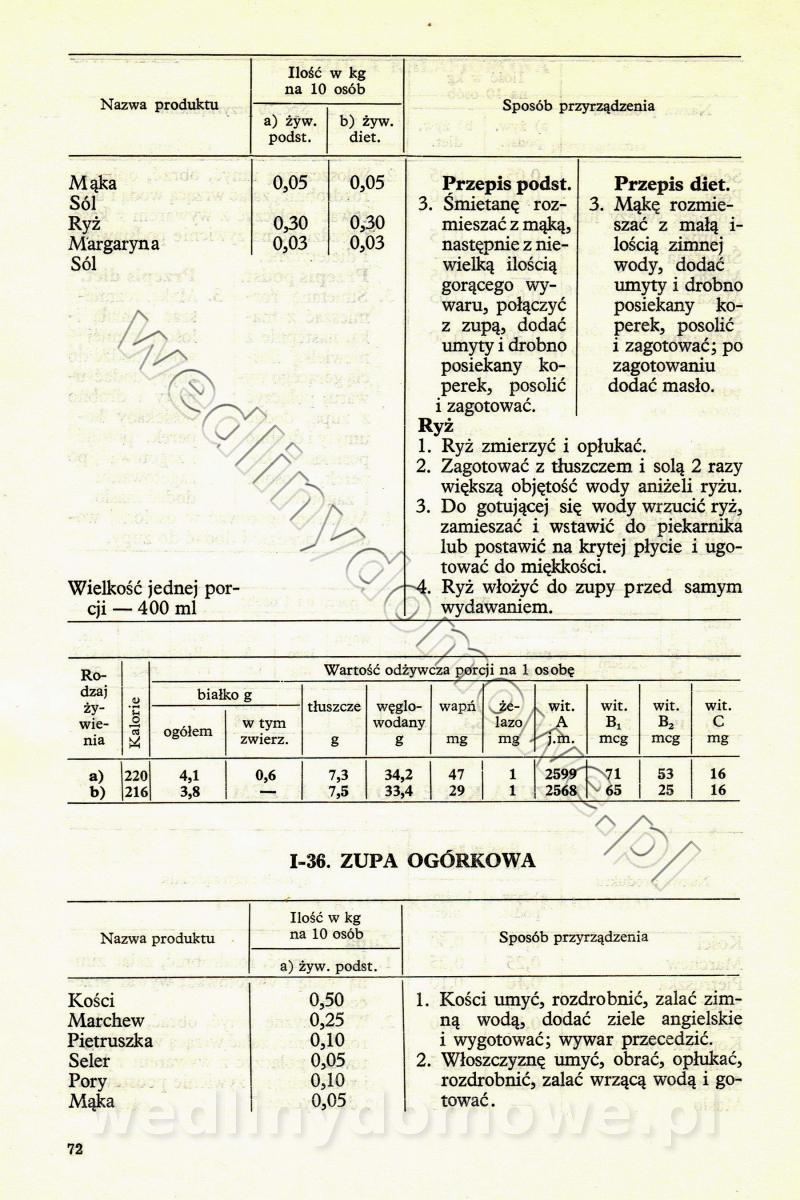 Nazwa produktu
Ilość w kg
na 10 osób
a) żyw.
podst.
b) żyw.
diet.
Sposób przyrządzenia
Mąka 0,05 0,05
Sól
Ryż 0,30 0,30
Margaryna 0,03 0,03
Sól
Wielkość jednej por-
cji — 400 ml
Przepis podst.
3. Śmietanę roz-
mieszać z mąką,
następnie z nie-
wielką ilością
gorącego wy-
waru, połączyć
z zupą, dodać
umyty i drobno
posiekany ko-
perek, posolić
i zagotować.
Przepis diet.
3. Mąkę rozmie-
szać z małą i-
lością zimnej
wody, dodać
umyty i drobno
posiekany ko-
perek, posolić
i zagotować; po
zagotowaniu
dodać masło.
Ryż
1. Ryż zmierzyć i opłukać.
2. Zagotować z tłuszczem i solą 2 razy
większą objętość wody aniżeli ryżu.
3. Do gotującej się wody wrzucić ryż,
zamieszać i wstawić do piekarnika
lub postawić na krytej płycie i ugo-
tować do miękkości.
4. Ryż włożyć do zupy przed samym
wydawaniem.
Ro-
dzaj
ży-
wie-
nia
Kalorie
Wartość odżywcza porcji na 1 osobę
białko g
ogółem
w tym
zwierz.
tłuszcze
g
węglo-
wodany
g
wapń
mg
że-
lazo
mg
wit.
A
j.m.
wit.
B₁
mcg
wit.
B₂
mcg
wit.
C
mg
a) 220 4,1 0,6 7,3 34,2 47 1 2599 71 53 16
b) 216 3,8 — 7,5 33,4 29 1 2568 65 25 16
I-36. ZUPA OGÓRKOWA
Nazwa produktu
Ilość w kg
na 10 osób
a) żyw. podst.
Sposób przyrządzenia
Kości 0,50
Marchew 0,25
Pietruszka 0,10
Seler 0,05
Pory 0,10
Mąka 0,05
1. Kości umyć, rozdrobnić, zalać zim-
ną wodą, dodać ziele angielskie
i wygotować; wywar przecedzić.
2. Włoszczyznę umyć, obrać, opłukać,
rozdrobnić, zalać wrzącą wodą i go-
tować.
72
wedlinydomowe.pl
wedlinydomowe.pl